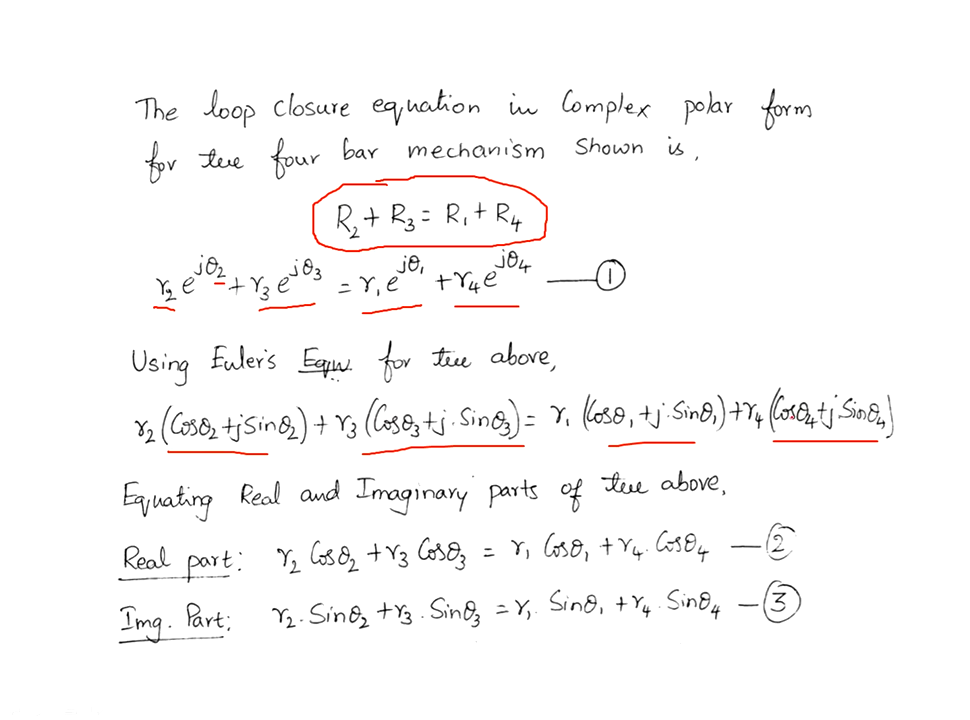 The loop closure equation in Complex polar form
for the four bar mechanism shown is,
R₂ + R₃ = R₁ + R₄
r₂ e^{jθ₂} + r₃ e^{jθ₃} = r₁ e^{jθ₁} + r₄ e^{jθ₄} —— ①
Using Euler's Eqn. for the above,
r₂ (Cosθ₂ + jSinθ₂) + r₃ (Cosθ₃ + j. Sinθ₃) = r₁ (Cosθ₁ + j. Sinθ₁) + r₄ (Cosθ₄ + j. Sinθ₄)
Equating Real and Imaginary parts of the above,
Real part: r₂ Cosθ₂ + r₃ Cosθ₃ = r₁ Cosθ₁ + r₄. Cosθ₄ — ②
Img. Part: r₂. Sinθ₂ + r₃. Sinθ₃ = r₁. Sinθ₁ + r₄. Sinθ₄ — ③